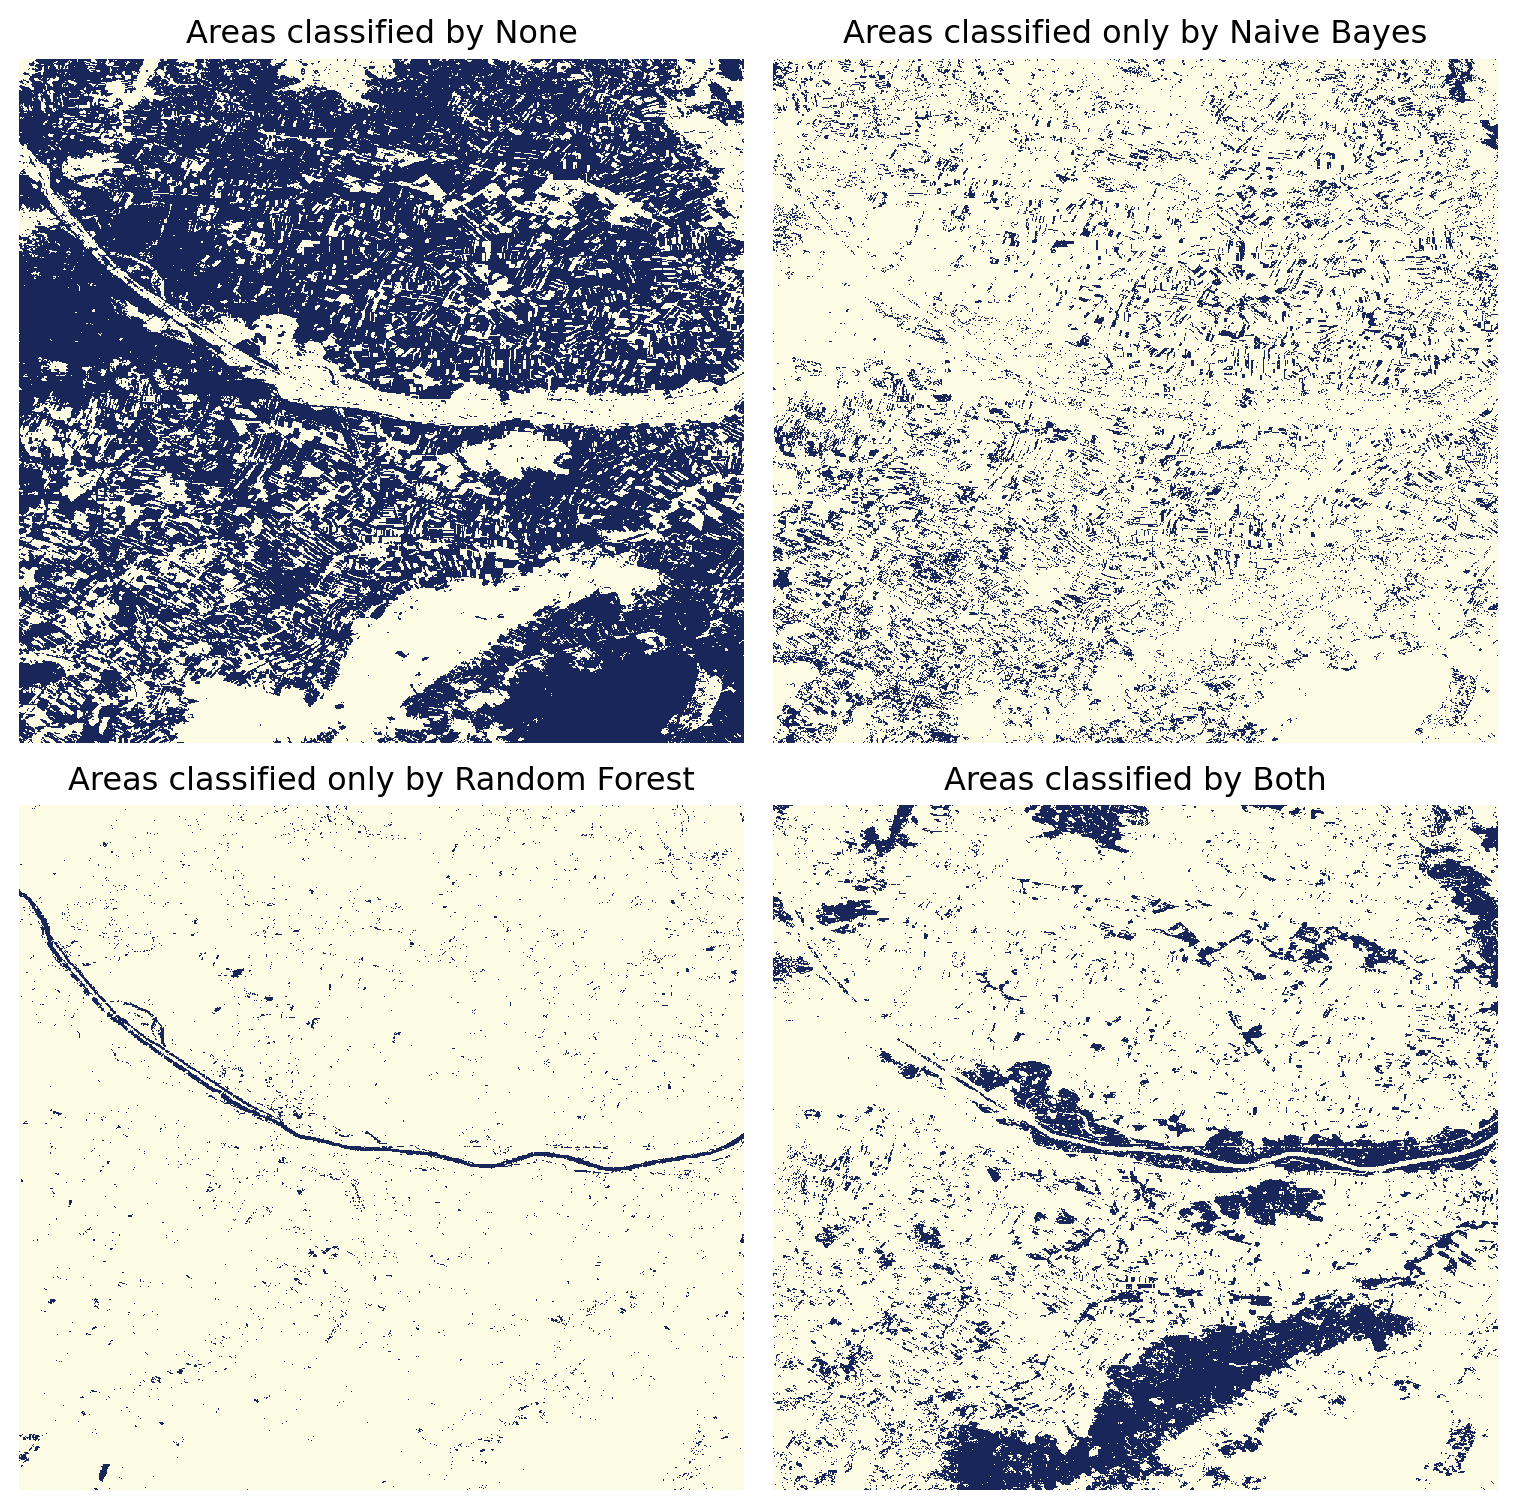 Areas classified by None
Areas classified only by Naive Bayes
Areas classified only by Random Forest
Areas classified by Both